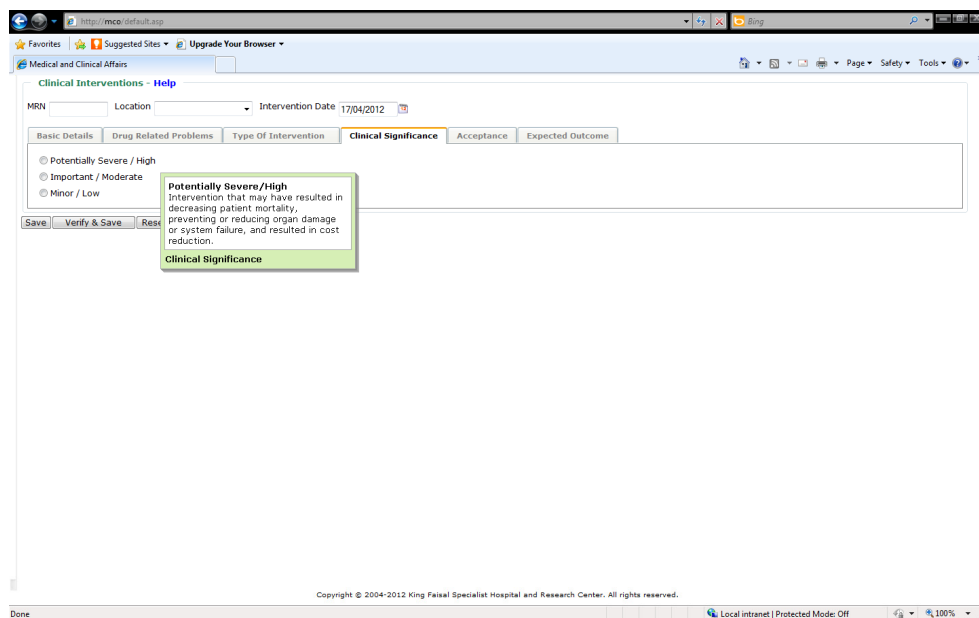 http://mco/default.asp
Bing
Favorites Suggested Sites Upgrade Your Browser
Medical and Clinical Affairs
Page Safety Tools
Clinical Interventions - Help
MRN Location Intervention Date 17/04/2012
Basic Details Drug Related Problems Type Of Intervention Clinical Significance Acceptance Expected Outcome
Potentially Severe / High
Important / Moderate
Minor / Low
Potentially Severe/High
Intervention that may have resulted in
decreasing patient mortality,
preventing or reducing organ damage
or system failure, and resulted in cost
reduction.
Clinical Significance
Save Verify & Save Rese
Copyright © 2004-2012 King Faisal Specialist Hospital and Research Center. All rights reserved.
Done Local intranet | Protected Mode: Off 100%